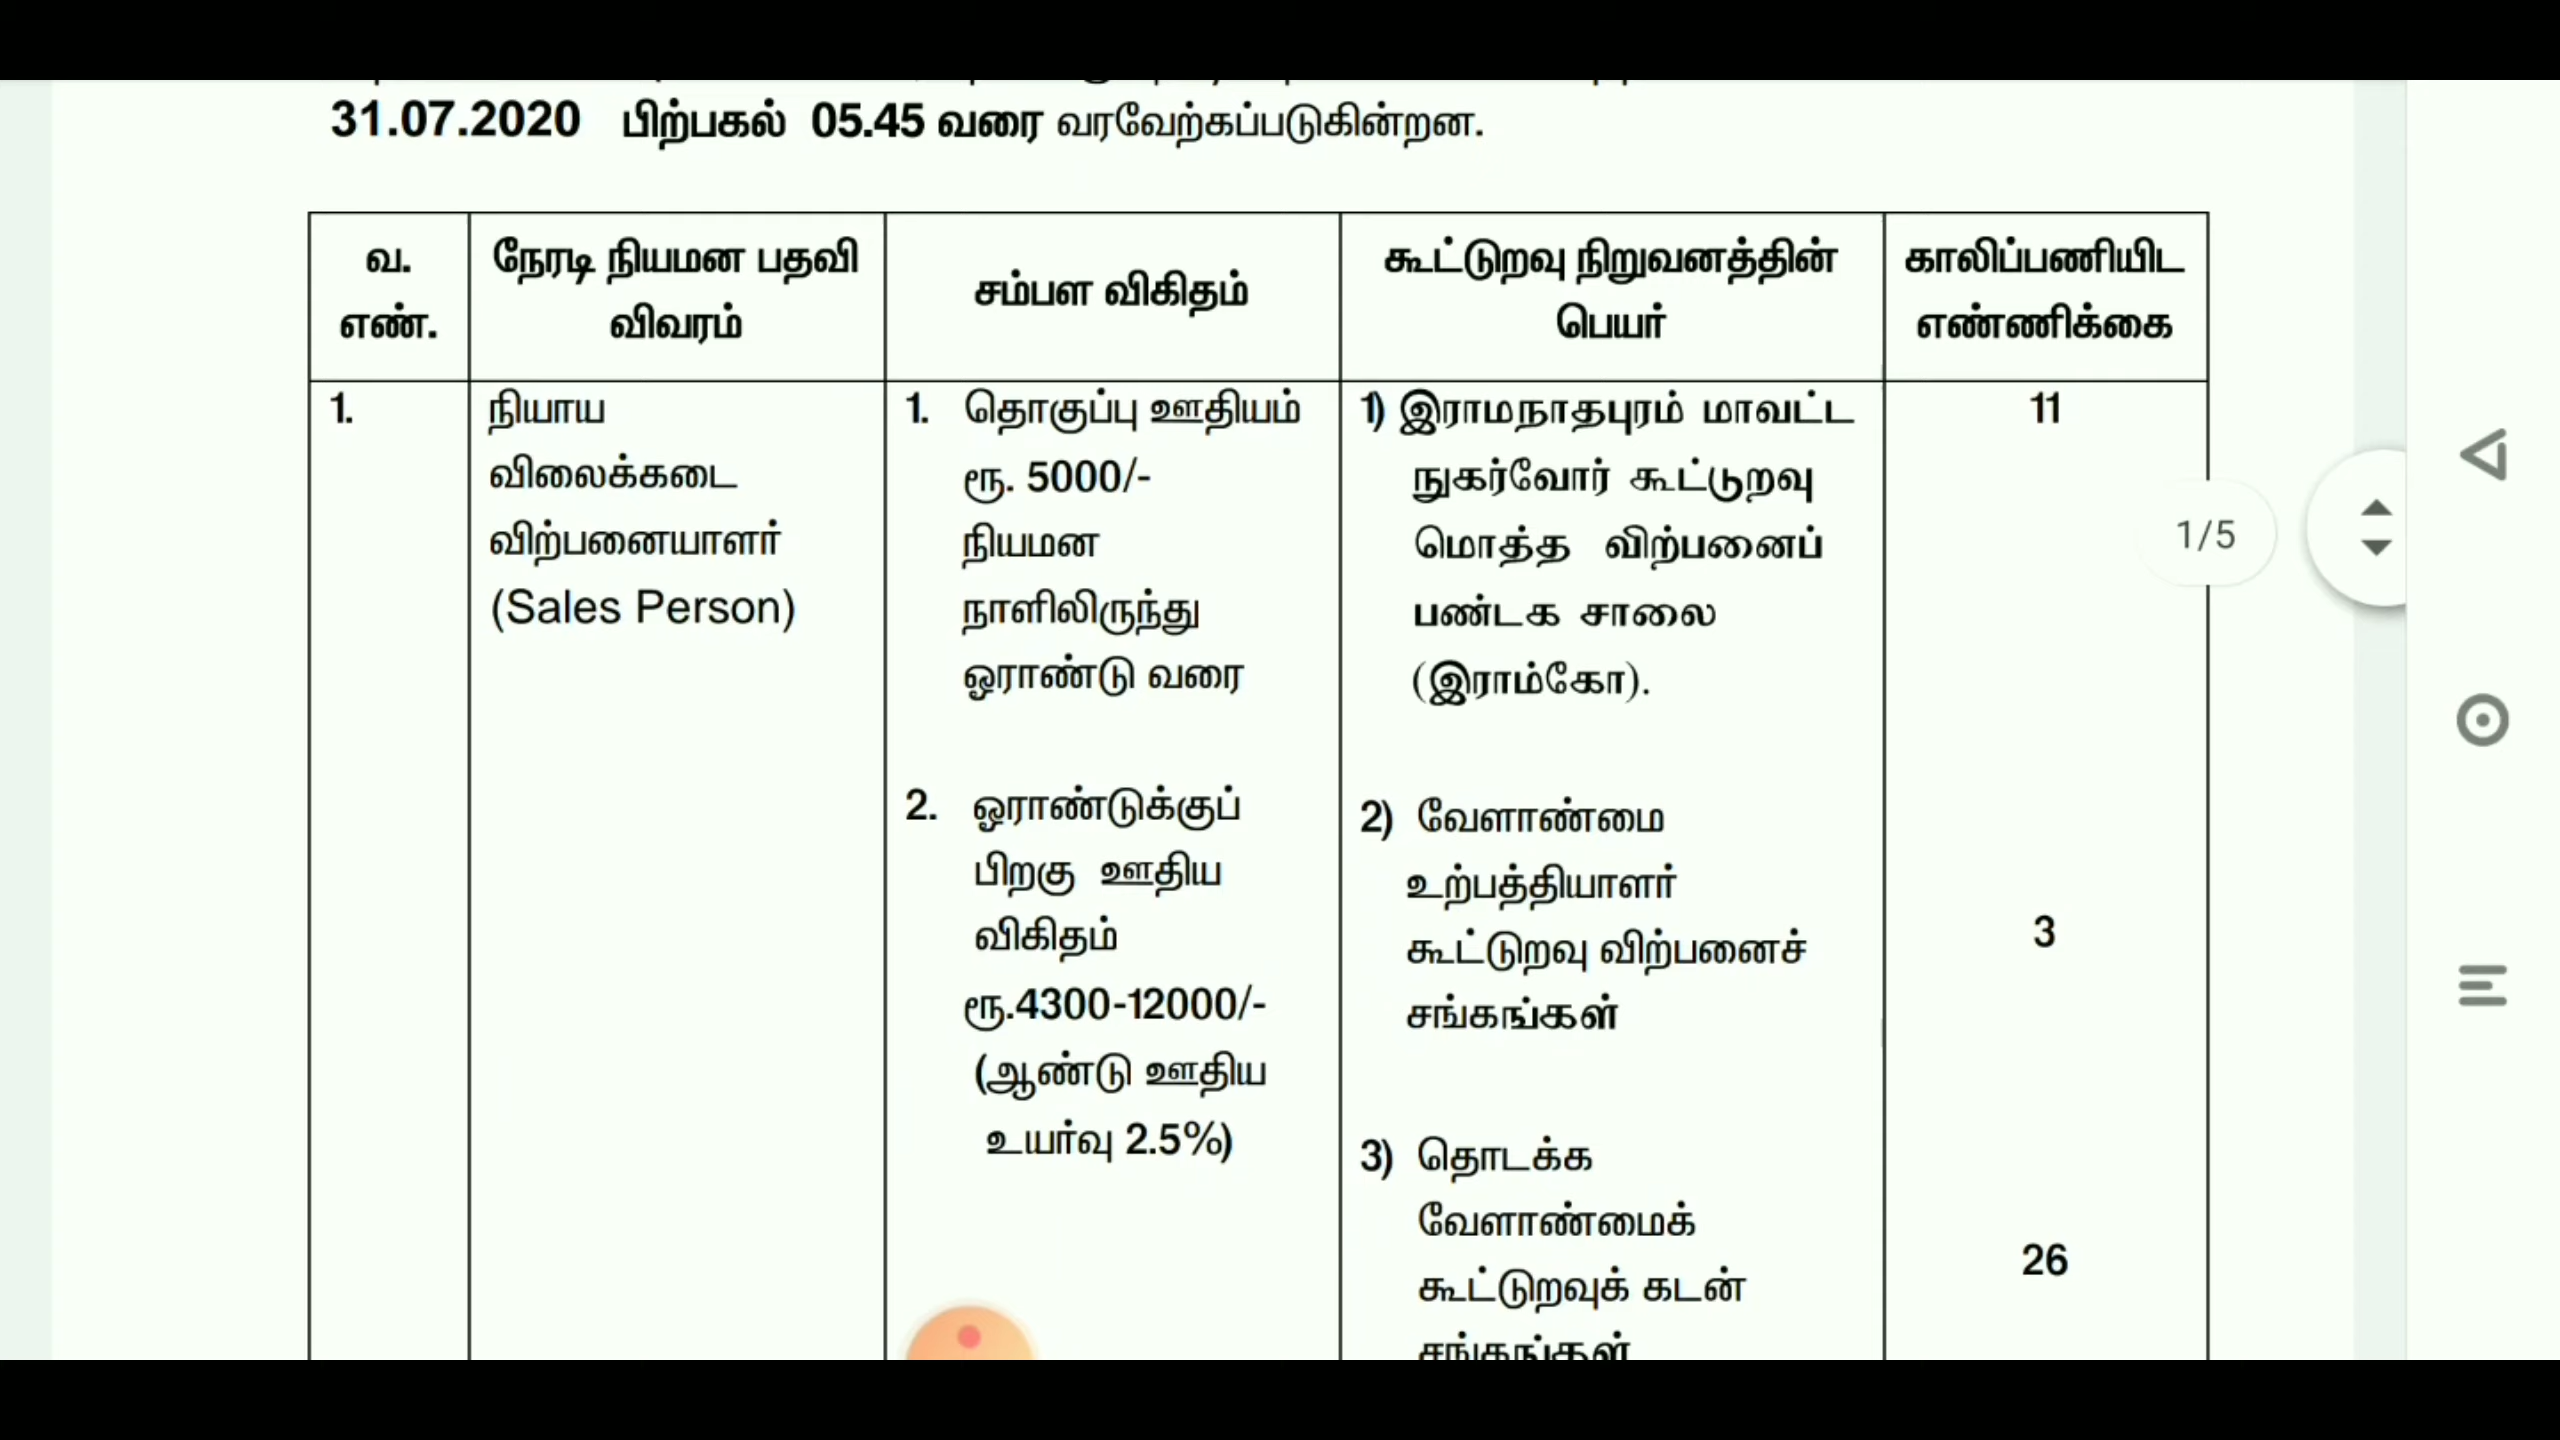 31.07.2020 பிற்பகல் 05.45 வரை வரவேற்கப்படுகின்றன.
வ.
எண்.
நேரடி நியமன பதவி
விவரம்
சம்பள விகிதம்
கூட்டுறவு நிறுவனத்தின்
பெயர்
காலிப்பணியிட
எண்ணிக்கை
1.
நியாய
விலைக்கடை
விற்பனையாளர்
(Sales Person)
1. தொகுப்பு ஊதியம்
ரூ. 5000/-
நியமன
நாளிலிருந்து
ஓராண்டு வரை
2. ஓராண்டுக்குப்
பிறகு ஊதிய
விகிதம்
ரூ.4300-12000/-
(ஆண்டு ஊதிய
உயர்வு 2.5%)
1) இராமநாதபுரம் மாவட்ட
நுகர்வோர் கூட்டுறவு
மொத்த விற்பனைப்
பண்டக சாலை
(இராம்கோ).
2) வேளாண்மை
உற்பத்தியாளர்
கூட்டுறவு விற்பனைச்
சங்கங்கள்
3) தொடக்க
வேளாண்மைக்
கூட்டுறவுக் கடன்
சங்கங்கள்
11
3
26
1/5